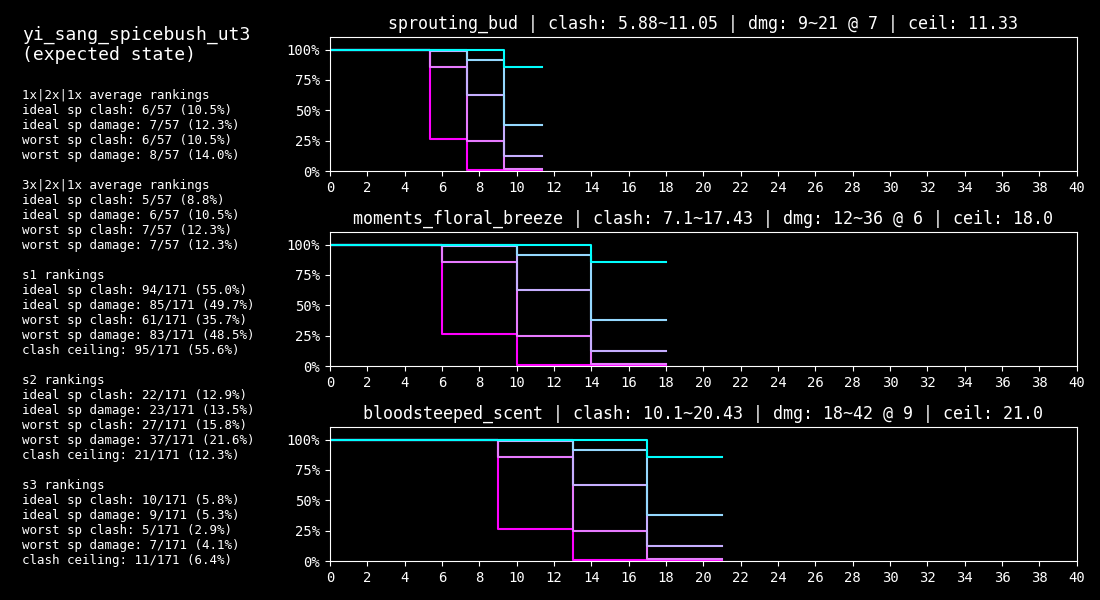 yi_sang_spicebush_ut3
(expected state)
1x|2x|1x average rankings
ideal sp clash: 6/57 (10.5%)
ideal sp damage: 7/57 (12.3%)
worst sp clash: 6/57 (10.5%)
worst sp damage: 8/57 (14.0%)
3x|2x|1x average rankings
ideal sp clash: 5/57 (8.8%)
ideal sp damage: 6/57 (10.5%)
worst sp clash: 7/57 (12.3%)
worst sp damage: 7/57 (12.3%)
s1 rankings
ideal sp clash: 94/171 (55.0%)
ideal sp damage: 85/171 (49.7%)
worst sp clash: 61/171 (35.7%)
worst sp damage: 83/171 (48.5%)
clash ceiling: 95/171 (55.6%)
s2 rankings
ideal sp clash: 22/171 (12.9%)
ideal sp damage: 23/171 (13.5%)
worst sp clash: 27/171 (15.8%)
worst sp damage: 37/171 (21.6%)
clash ceiling: 21/171 (12.3%)
s3 rankings
ideal sp clash: 10/171 (5.8%)
ideal sp damage: 9/171 (5.3%)
worst sp clash: 5/171 (2.9%)
worst sp damage: 7/171 (4.1%)
clash ceiling: 11/171 (6.4%)
sprouting_bud | clash: 5.88~11.05 | dmg: 9~21 @ 7 | ceil: 11.33
100%
75%
50%
25%
0%
0 2 4 6 8 10 12 14 16 18 20 22 24 26 28 30 32 34 36 38 40
moments_floral_breeze | clash: 7.1~17.43 | dmg: 12~36 @ 6 | ceil: 18.0
100%
75%
50%
25%
0%
0 2 4 6 8 10 12 14 16 18 20 22 24 26 28 30 32 34 36 38 40
bloodsteeped_scent | clash: 10.1~20.43 | dmg: 18~42 @ 9 | ceil: 21.0
100%
75%
50%
25%
0%
0 2 4 6 8 10 12 14 16 18 20 22 24 26 28 30 32 34 36 38 40